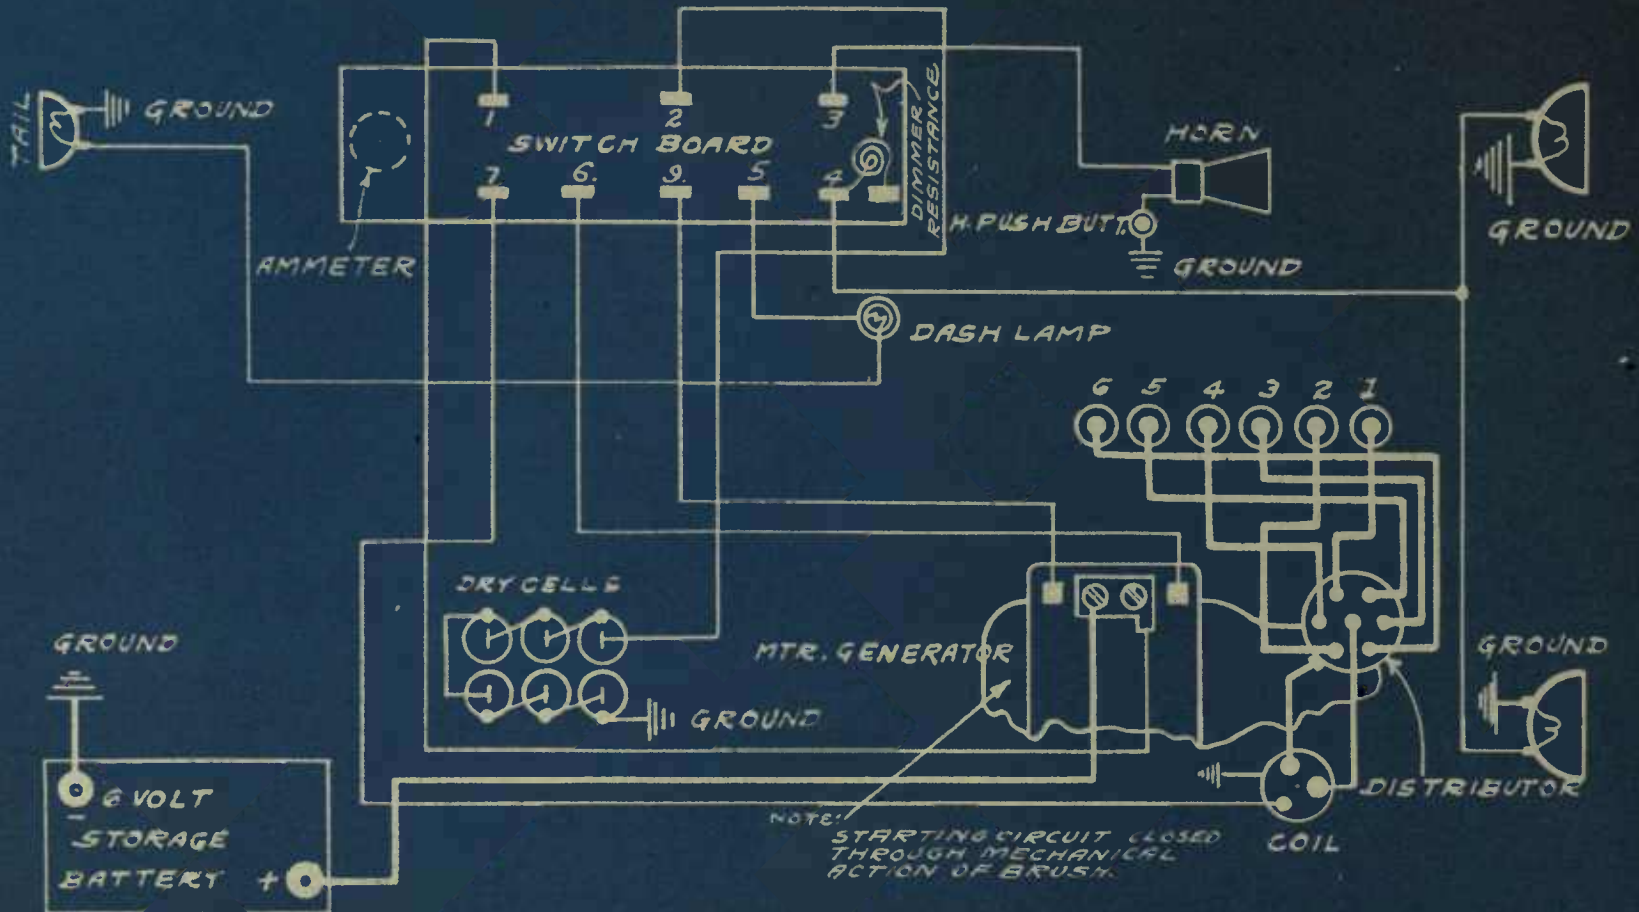 TAIL
GROUND
1
2
3
SWITCH BOARD
7.
6.
9.
5
4
DIMMER
RESISTANCE
AMMETER
HORN
H. PUSH BUTT.
GROUND
GROUND
DASH LAMP
6 5 4 3 2 1
DRY CELLS
GROUND
MTR. GENERATOR
GROUND
GROUND
6 VOLT
STORAGE
BATTERY
-
+
NOTE:
STARTING CIRCUIT CLOSED
THROUGH MECHANICAL
ACTION OF BRUSH.
COIL
DISTRIBUTOR